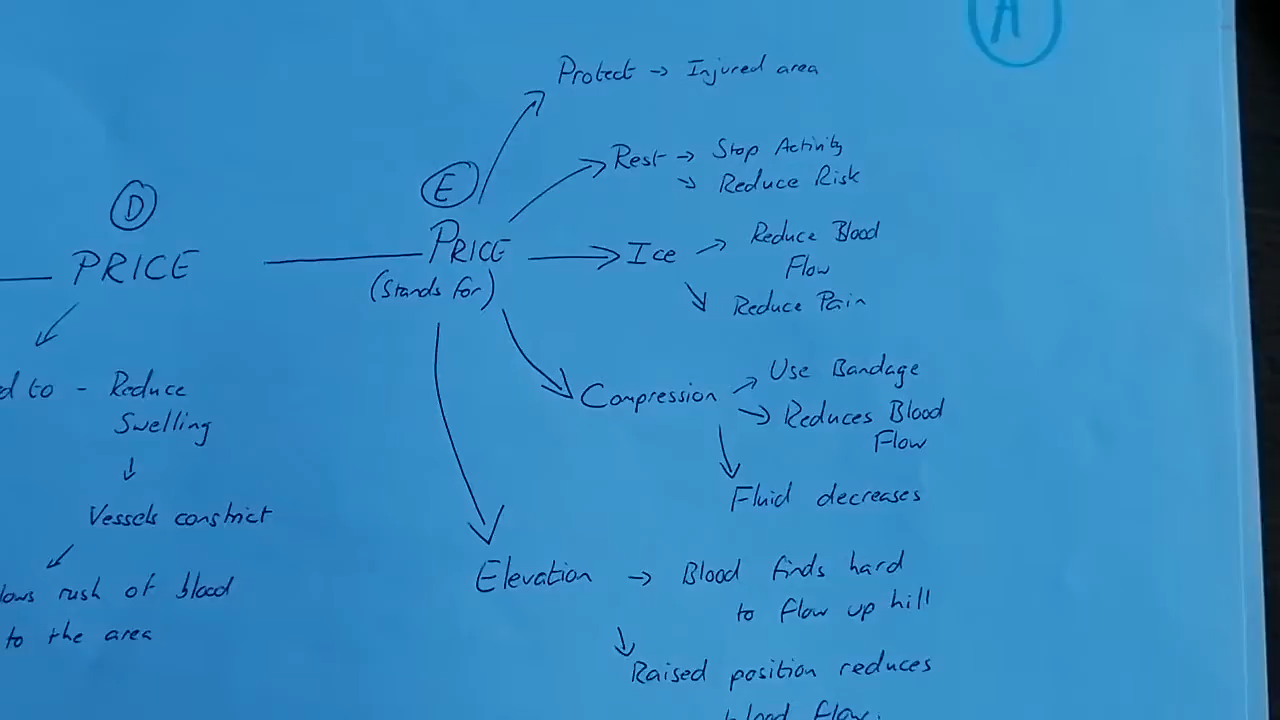 A
Protect → Injured area
Rest → Stop Activity
↘ Reduce Risk
E
D
PRICE
PRICE
(Stands for)
Ice → Reduce Blood
Flow
↘ Reduce Pain
to - Reduce
Swelling
↓
Vessels constrict
↙
rush of blood
to the area
Compression → Use Bandage
→ Reduces Blood
Flow
Fluid decreases
Elevation → Blood finds hard
to flow up hill
↓
Raised position reduces
blood flow.